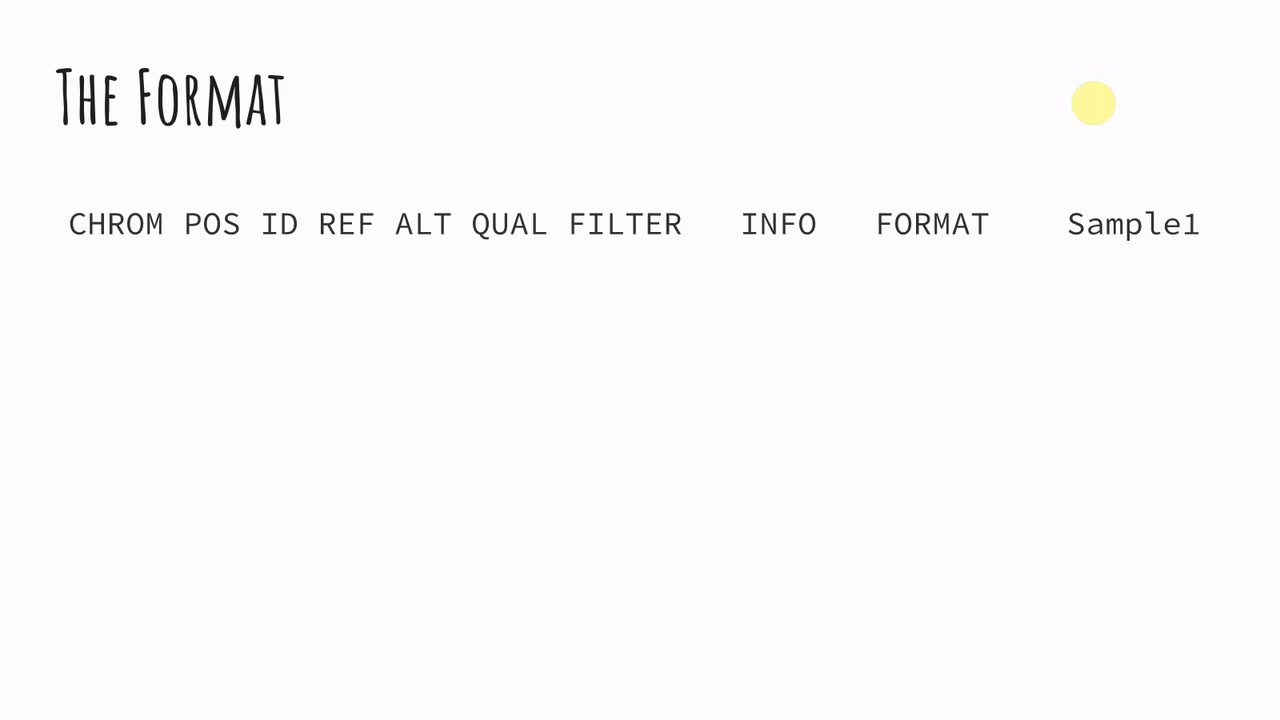 The Format
CHROM POS ID REF ALT QUAL FILTER INFO FORMAT Sample1